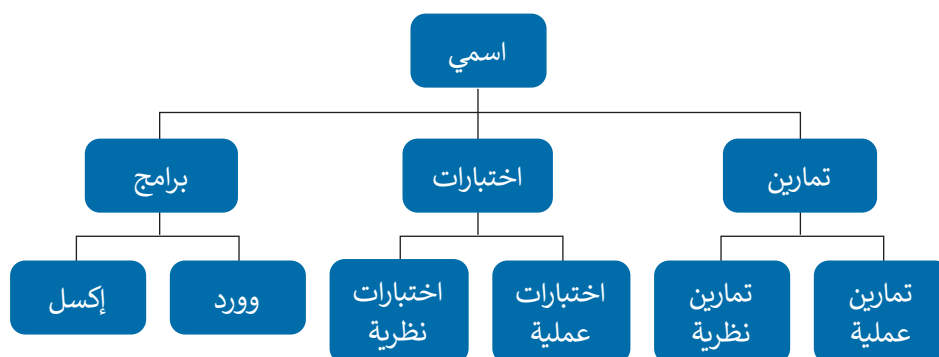 اسمي
تمارين
اختبارات
برامج
تمارين
عملية
تمارين
نظرية
اختبارات
عملية
اختبارات
نظرية
وورد
إكسل